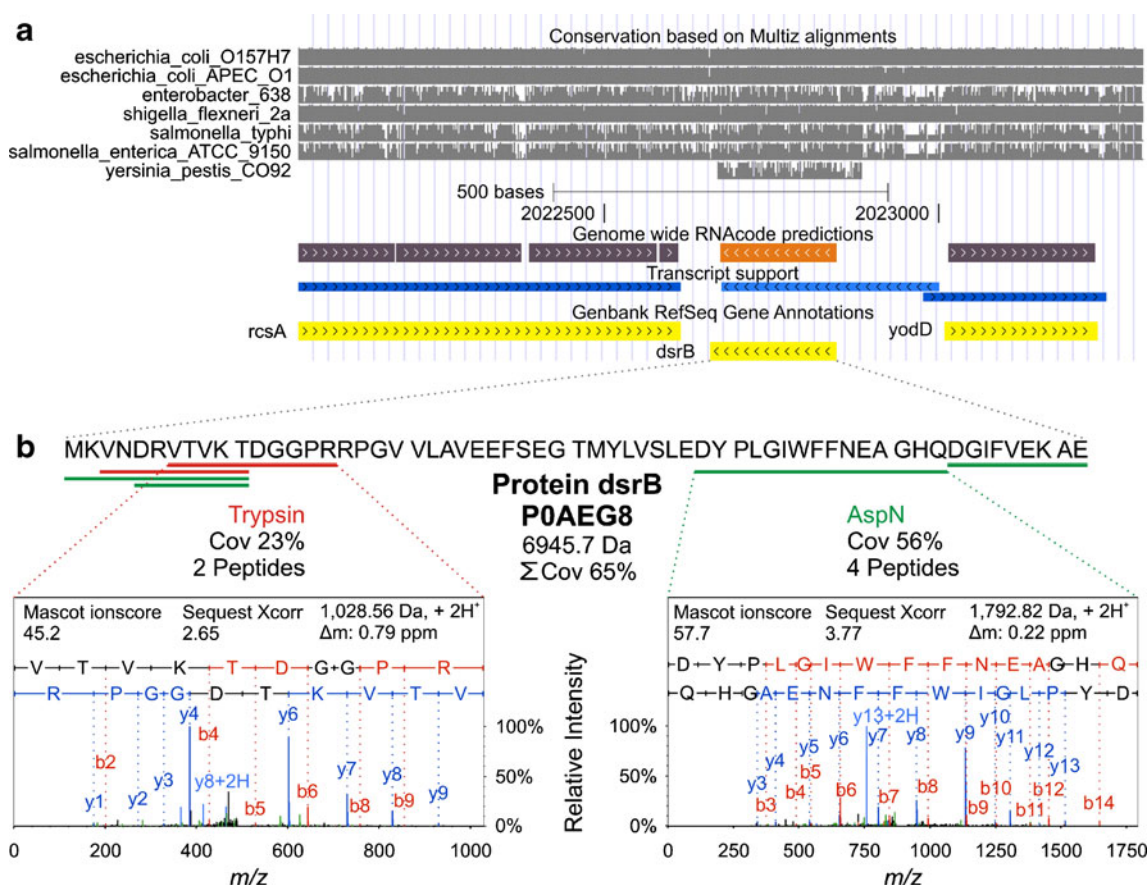 a
Conservation based on Multiz alignments
escherichia_coli_O157H7
escherichia_coli_APEC_O1
enterobacter_638
shigella_flexneri_2a
salmonella_typhi
salmonella_enterica_ATCC_9150
yersinia_pestis_CO92
500 bases
2022500
2023000
Genome wide RNAcode predictions
Transcript support
Genbank RefSeq Gene Annotations
rcsA
yodD
dsrB
b
MKVNDRVTVK TDGGPRRPGV VLAVEEFSEG TMYLVSLEDY PLGIWFFNEA GHQDGIFVEK AE
Protein dsrB
P0AEG8
6945.7 Da
ΣCov 65%
Trypsin
Cov 23%
2 Peptides
AspN
Cov 56%
4 Peptides
Mascot ionscore
45.2
Sequest Xcorr
2.65
1,028.56 Da, + 2H+
Δm: 0.79 ppm
V T V K T D G G P R
R P G G D T K V T V
y1
b2
y2
y3
y4
b4
y8+2H
b5
y6
b6
y7
b8
y8
b9
y9
100%
50%
0%
0 200 400 600 800 1000
m/z
Relative Intensity
Mascot ionscore
57.7
Sequest Xcorr
3.77
1,792.82 Da, + 2H+
Δm: 0.22 ppm
D Y P L G I W F F N E A G H Q
Q H G A E N F F W I G L P Y D
y3
b3
y4
b4
y5
b5
y6
b6
y13+2H
y7
b7
y8
b8
y9
b9
y10
b10
y11
b11
y12
b12
y13
b14
100%
50%
0%
0 250 500 750 1000 1250 1500 1750
m/z